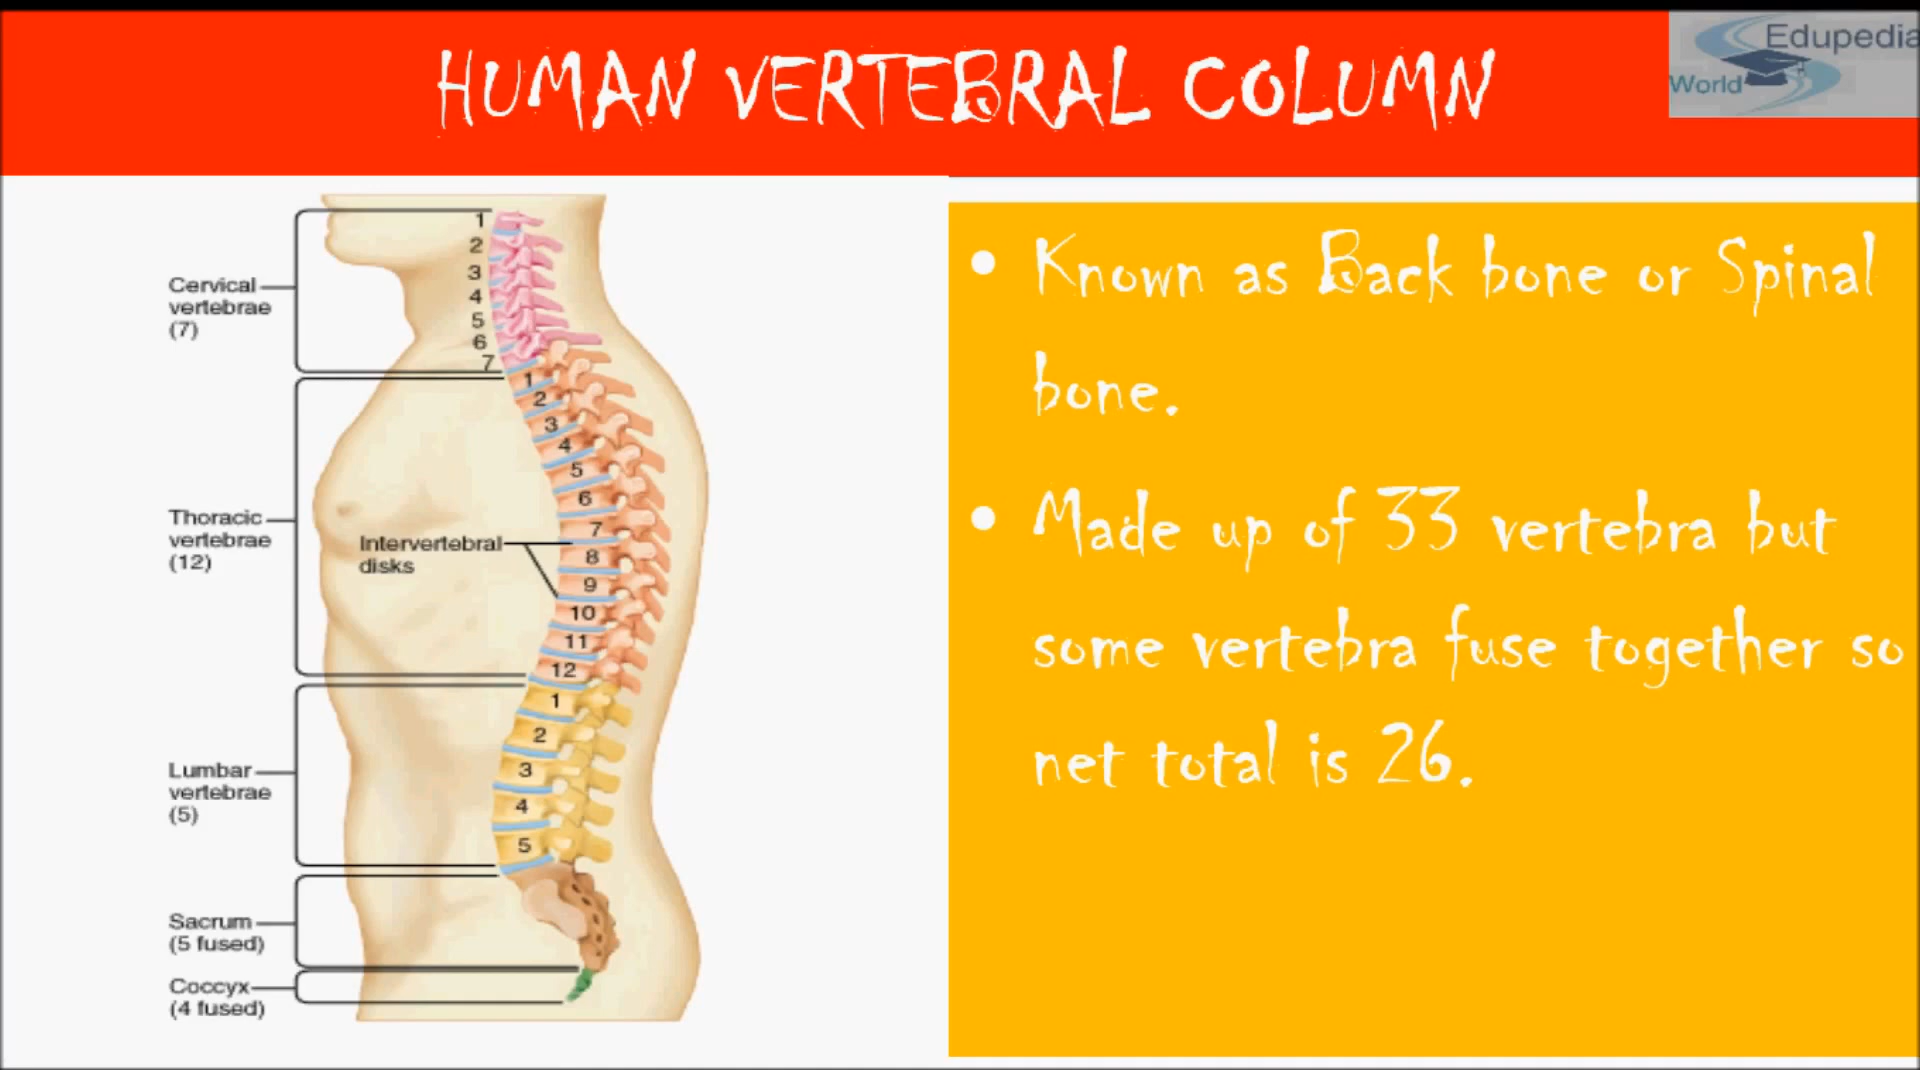 HUMAN VERTEBRAL COLUMN
Edupedia
World
Cervical
vertebrae
(7)
1
2
3
4
5
6
7
Thoracic
vertebrae
(12)
1
2
3
4
5
6
7
8
9
10
11
12
Intervertebral
disks
Lumbar
vertebrae
(5)
1
2
3
4
5
Sacrum
(5 fused)
Coccyx
(4 fused)
• Known as Back bone or Spinal
bone.
• Made up of 33 vertebra but
some vertebra fuse together so
net total is 26.